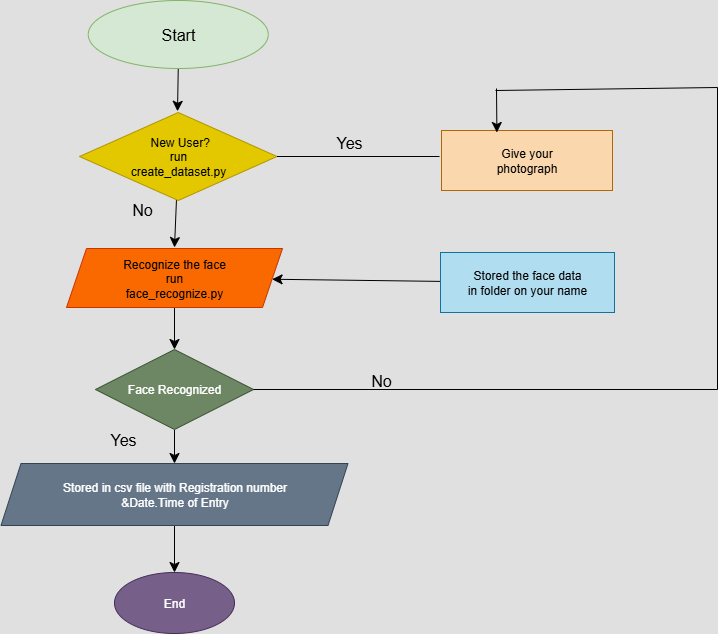 Start
New User?
run
create_dataset.py
Yes
Give your
photograph
No
Recognize the face
run
face_recognize.py
Stored the face data
in folder on your name
Face Recognized
No
Yes
Stored in csv file with Registration number
&Date.Time of Entry
End